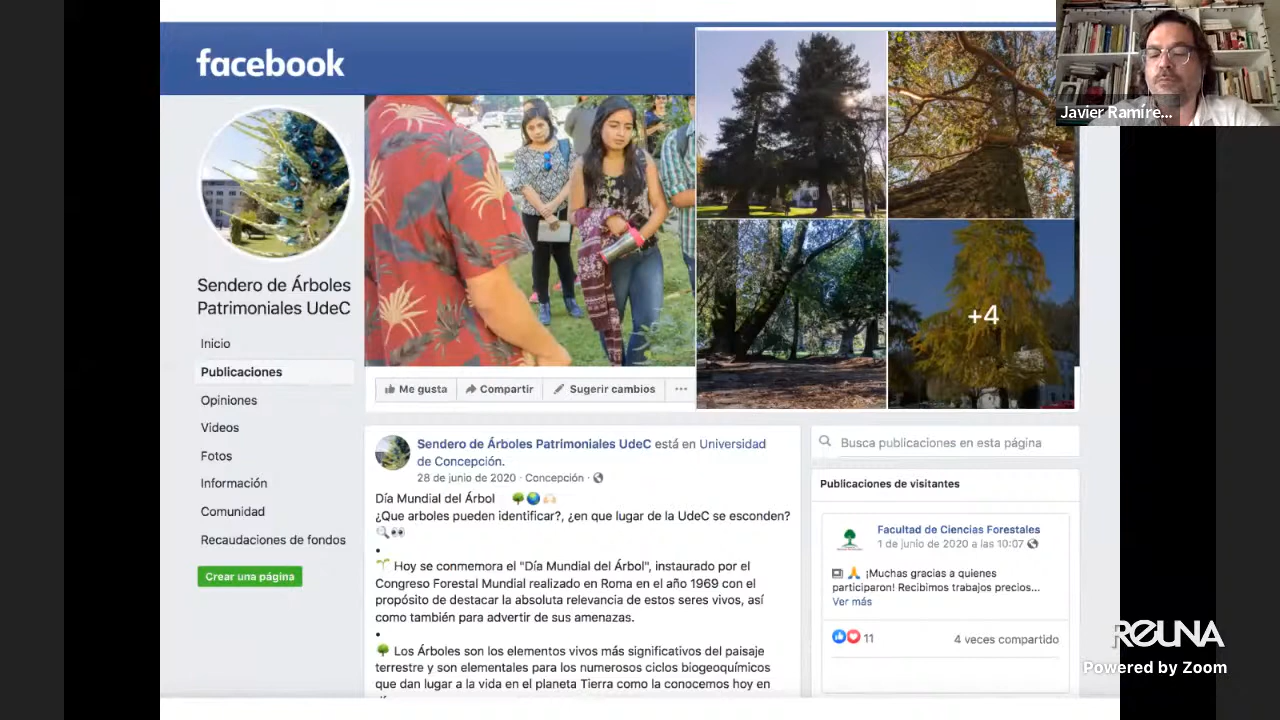 facebook
Javier Ramíre...
+4
Sendero de Árboles
Patrimoniales UdeC
Inicio
Publicaciones
Opiniones
Videos
Fotos
Información
Comunidad
Recaudaciones de fondos
Crear una página
Me gusta
Compartir
Sugerir cambios
...
Sendero de Árboles Patrimoniales UdeC está en Universidad
de Concepción.
28 de junio de 2020 · Concepción ·
Día Mundial del Árbol 🌳🌎🙌🏻
¿Que arboles pueden identificar?, ¿en que lugar de la UdeC se esconden?
🔍👀
•
🌱 Hoy se conmemora el "Día Mundial del Árbol", instaurado por el
Congreso Forestal Mundial realizado en Roma en el año 1969 con el
propósito de destacar la absoluta relevancia de estos seres vivos, así
como también para advertir de sus amenazas.
•
🌳 Los Árboles son los elementos vivos más significativos del paisaje
terrestre y son elementales para los numerosos ciclos biogeoquímicos
que dan lugar a la vida en el planeta Tierra como la conocemos hoy en
Busca publicaciones en esta página
Publicaciones de visitantes
Facultad de Ciencias Forestales
1 de junio de 2020 a las 10:07
🙏 ¡Muchas gracias a quienes
participaron! Recibimos trabajos precios...
Ver más
11
4 veces compartido
REUNA
Powered by Zoom